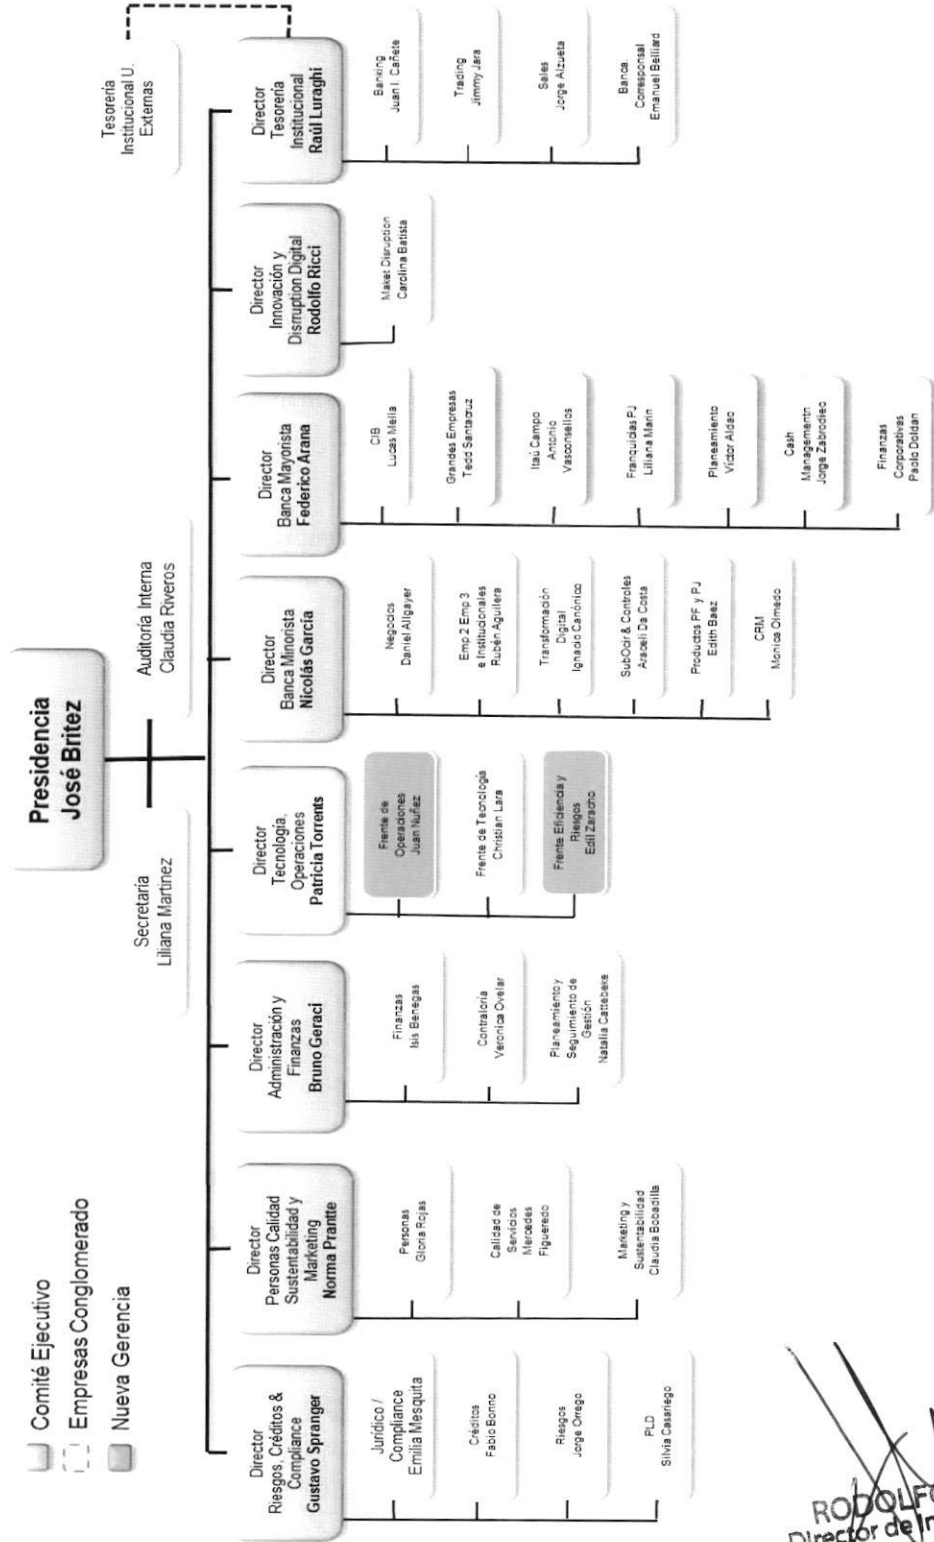 Comité Ejecutivo
Empresas Conglomerado
Nueva Gerencia
Presidencia
José Britez
Secretaria
Liliana Martinez
Auditoría Interna
Claudia Riveros
Tesorería
Institucional U.
Externas
Director
Riesgos, Créditos &
Compliance
Gustavo Spranger
Jurídico /
Compliance
Emilia Mesquita
Créditos
Fabio Bonno
Riesgos
Jorge Orrego
PLD
Silvia Casariego
Director
Personas Calidad
Sustentabilidad y
Marketing
Norma Prantte
Personas
Gloria Rojas
Calidad de
Servicios
Mercedes
Figueredo
Marketing y
Sustentabilidad
Claudia Bobadilla
Director
Administración y
Finanzas
Bruno Geraci
Finanzas
Isis Benegas
Contraloria
Veronica Ovelar
Planeamiento y
Seguimiento de
Gestión
Natalia Cattebeke
Director
Tecnología,
Operaciones
Patricia Torrents
Frente de
Operaciones
Juan Nuñez
Frente de Tecnología
Christian Lara
Frente Eficiencia y
Riesgos
Edil Zaracho
Director
Banca Minorista
Nicolás García
Negocios
Daniel Allgayer
Emp 2 Emp 3
e Institucionales
Rubén Aguilera
Transformación
Digital
Ignacio Canónico
SubOcir & Controles
Araceli Da Costa
Productos PF y PJ
Edith Baez
CRM
Monica Olmedo
Director
Banca Mayorista
Federico Arana
CIB
Lucas Mella
Grandes Empresas
Tedd Santacruz
Itaú Campo
Antonio
Vasconsellos
Franquicias PJ
Liliana Marin
Planeamiento
Víctor Aldao
Cash
Managementn
Jorge Zabrodiec
Finanzas
Corporativas
Paolo Doldan
Director
Innovación y
Disrruption Digital
Rodolfo Ricci
Maket Disruption
Carolina Batista
Director
Tesorería
Institucional
Raúl Luraghi
Banking
Juan I. Cañete
Trading
Jimmy Jara
Sales
Jorge Alzueta
Banca.
Corresponsal
Emanuel Belliard
RODOLFO
Director de